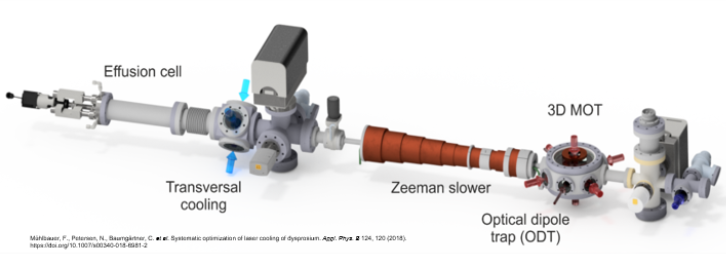 Effusion cell
3D MOT
Transversal
cooling
Zeeman slower
Optical dipole
trap (ODT)
Mühlbauer, F., Petersen, N., Baumgärtner, C. et al. Systematic optimization of laser cooling of dysprosium. Appl. Phys. B 124, 120 (2018).
https://doi.org/10.1007/s00340-018-6981-2